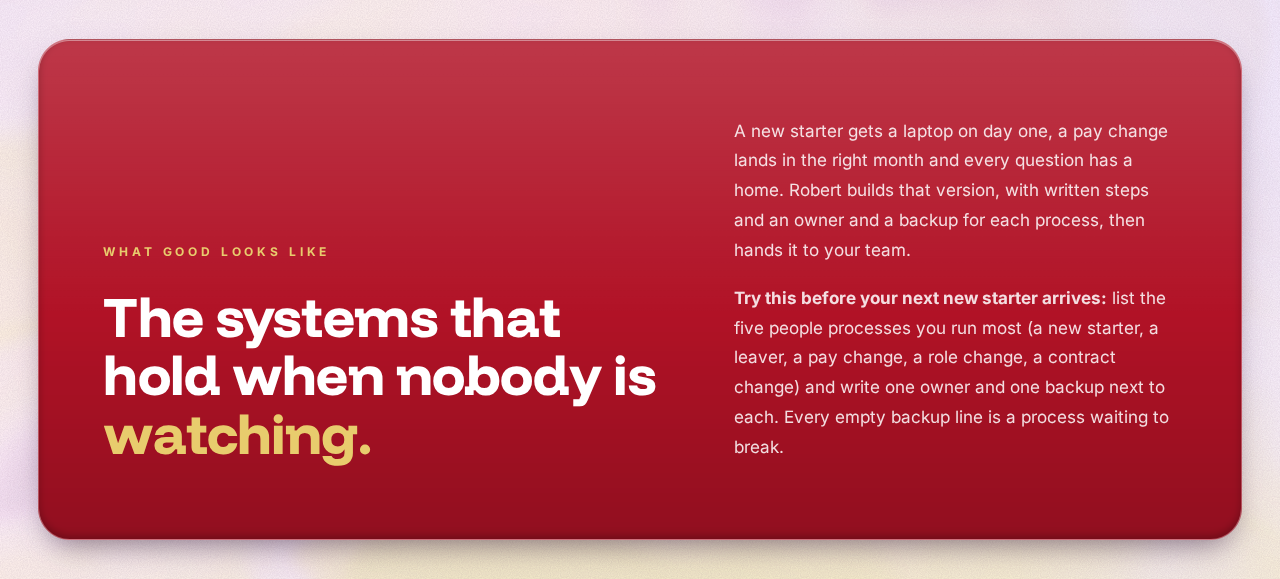 WHAT GOOD LOOKS LIKE
The systems that
hold when nobody is
watching.
A new starter gets a laptop on day one, a pay change
lands in the right month and every question has a
home. Robert builds that version, with written steps
and an owner and a backup for each process, then
hands it to your team.
Try this before your next new starter arrives: list the
five people processes you run most (a new starter, a
leaver, a pay change, a role change, a contract
change) and write one owner and one backup next to
each. Every empty backup line is a process waiting to
break.